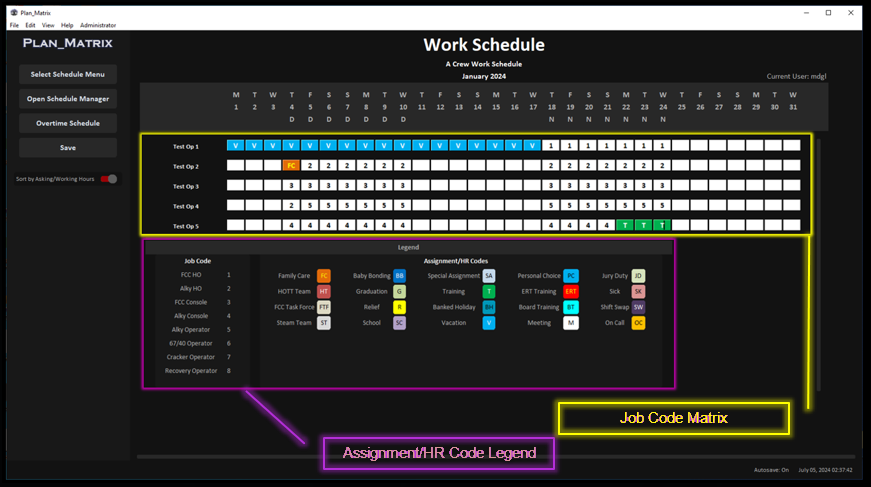 Plan_Matrix
File Edit View Help Administrator
PLAN_MATRIX
Select Schedule Menu
Open Schedule Manager
Overtime Schedule
Save
Sort by Asking/Working Hours
Work Schedule
A Crew Work Schedule
January 2024
Current User: mdgl
M T W T F S S M T W T F S S M T W T F S S M T W T F S S M T W
1 2 3 4 5 6 7 8 9 10 11 12 13 14 15 16 17 18 19 20 21 22 23 24 25 26 27 28 29 30 31
D D D D D D D N N N N N N N
Test Op 1 V V V V V V V V V V V V V V V V V 1 1 1 1 1 1 1
Test Op 2 FC 2 2 2 2 2 2 2 2 2 2 2 2 2
Test Op 3 3 3 3 3 3 3 3 3 3 3 3 3 3 3
Test Op 4 2 5 5 5 5 5 5 5 5 5 5 5 5 5
Test Op 5 4 4 4 4 4 4 4 4 4 4 4 T T T
Legend
Job Code
FCC HO 1
Alky HO 2
FCC Console 3
Alky Console 4
Alky Operator 5
67/40 Operator 6
Cracker Operator 7
Recovery Operator 8
Assignment/HR Codes
Family Care FC Baby Bonding BB Special Assignment SA Personal Choice PC Jury Duty JD
HOTT Team HT Graduation G Training T ERT Training ERT Sick SK
FCC Task Force FTF Relief R Banked Holiday BH Board Training BT Shift Swap SW
Steam Team ST School SC Vacation V Meeting M On Call OC
Job Code Matrix
Assignment/HR Code Legend
Autosave: On July 05, 2024 02:37:42